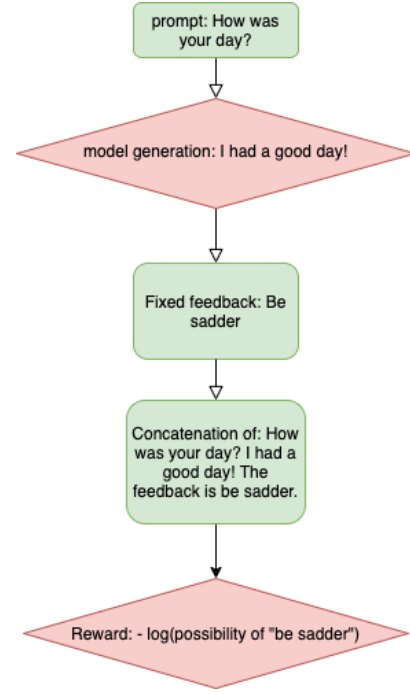 prompt: How was
your day?
model generation: I had a good day!
Fixed feedback: Be
sadder
Concatenation of: How
was your day? I had a
good day! The
feedback is be sadder.
Reward: - log(possibility of "be sadder")